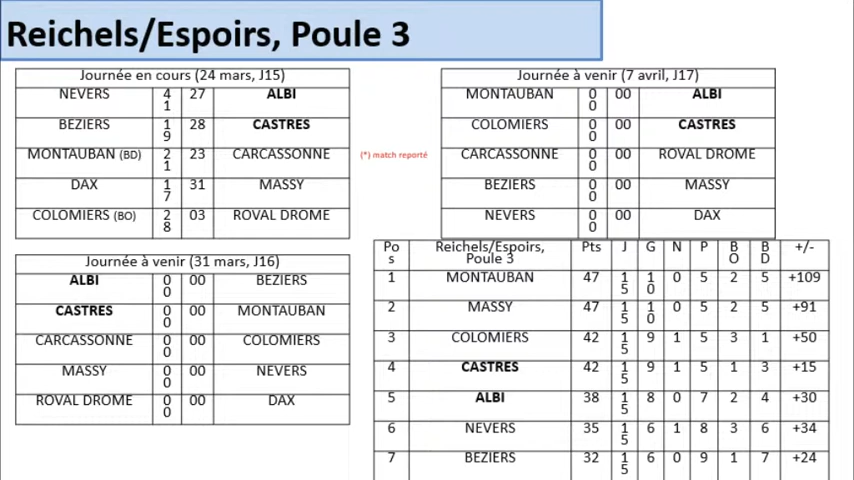 Reichels/Espoirs, Poule 3
Journée en cours (24 mars, J15)
NEVERS 41 27 ALBI
BEZIERS 19 28 CASTRES
MONTAUBAN (BD) 21 23 CARCASSONNE
DAX 17 31 MASSY
COLOMIERS (BO) 28 03 ROVAL DROME
(*) match reporté
Journée à venir (7 avril, J17)
MONTAUBAN 00 00 ALBI
COLOMIERS 00 00 CASTRES
CARCASSONNE 00 00 ROVAL DROME
BEZIERS 00 00 MASSY
NEVERS 00 00 DAX
Journée à venir (31 mars, J16)
ALBI 00 00 BEZIERS
CASTRES 00 00 MONTAUBAN
CARCASSONNE 00 00 COLOMIERS
MASSY 00 00 NEVERS
ROVAL DROME 00 00 DAX
Pos Reichels/Espoirs, Poule 3 Pts J G N P BO BD +/-
1 MONTAUBAN 47 15 10 0 5 2 5 +109
2 MASSY 47 15 10 0 5 2 5 +91
3 COLOMIERS 42 15 9 1 5 3 1 +50
4 CASTRES 42 15 9 1 5 1 3 +15
5 ALBI 38 15 8 0 7 2 4 +30
6 NEVERS 35 15 6 1 8 3 6 +34
7 BEZIERS 32 15 6 0 9 1 7 +24